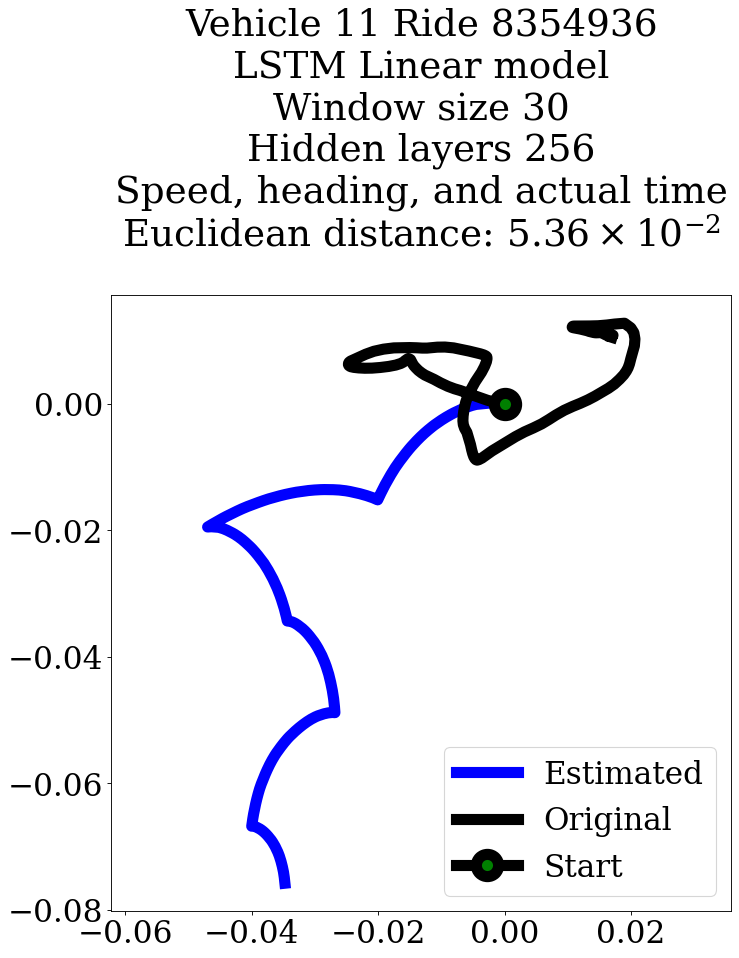 Vehicle 11 Ride 8354936
LSTM Linear model
Window size 30
Hidden layers 256
Speed, heading, and actual time
Euclidean distance: 5.36 × 10⁻²
0.00
−0.02
−0.04
−0.06
−0.08
Estimated
Original
Start
−0.06 −0.04 −0.02 0.00 0.02